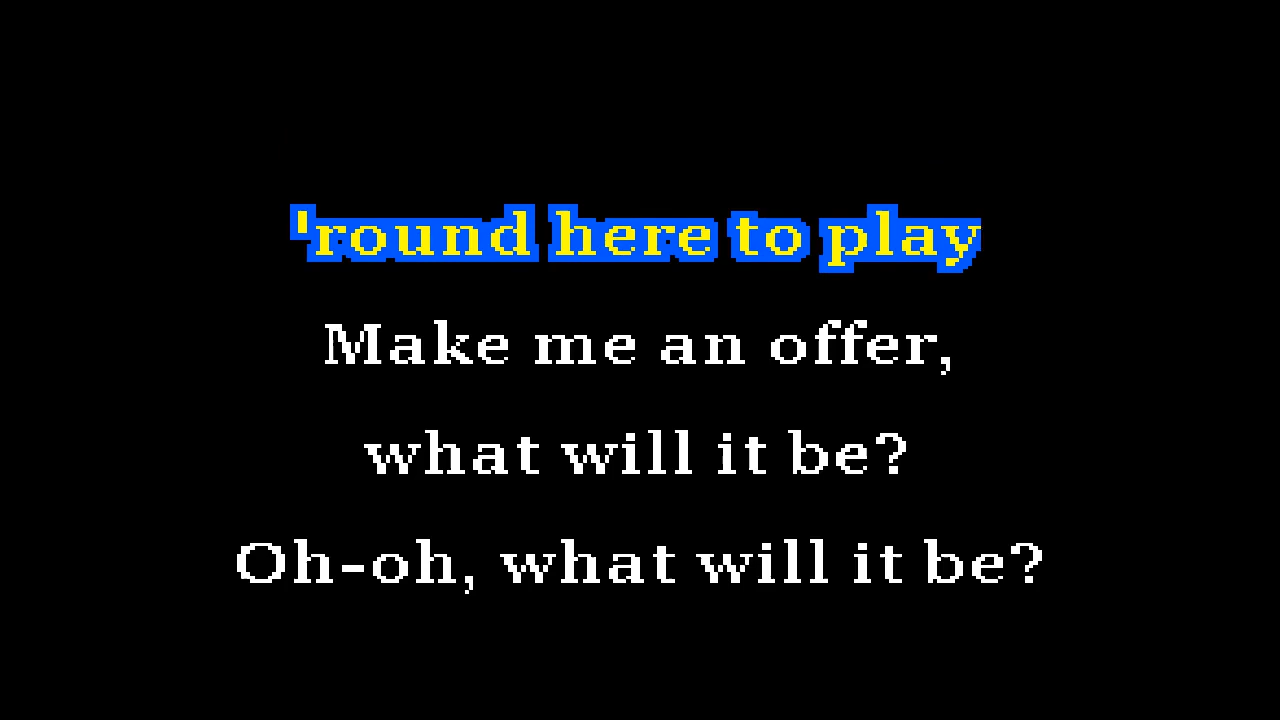 'round here to play
Make me an offer,
what will it be?
Oh-oh, what will it be?